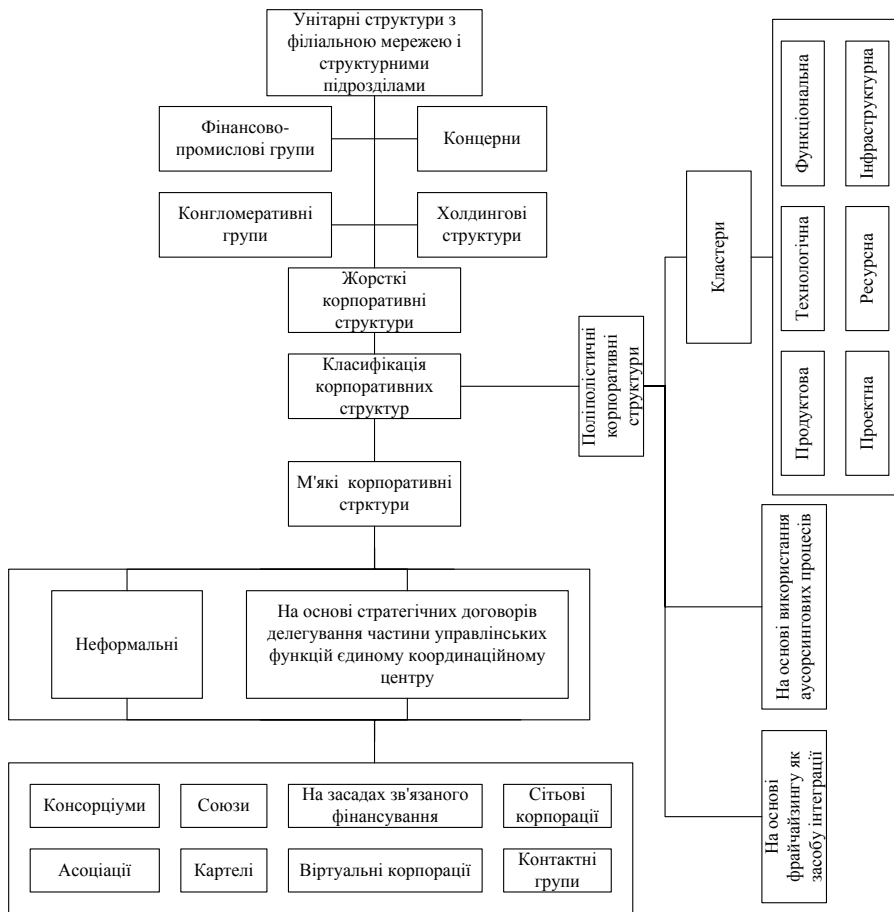 Унітарні структури з
філіальною мережею і
структурними
підрозділами
Фінансово-
промислові групи
Концерни
Конгломеративні
групи
Холдингові
структури
Жорсткі
корпоративні
структури
Класифікація
корпоративних
структур
М'які корпоративні
стрктури
Неформальні
На основі стратегічних договорів
делегування частини управлінських
функцій єдиному координаційному
центру
Консорціуми
Союзи
На засадах зв'язаного
фінансування
Сітьові
корпорації
Асоціації
Картелі
Віртуальні корпорації
Контактні
групи
Поліполістичні
корпоративні
структури
Кластери
Функціональна
Інфраструктурна
Технологічна
Ресурсна
Продуктова
Проектна
На основі використання
аусорсингових процесів
На основі
фрайчайзингу як
засобу інтеграції